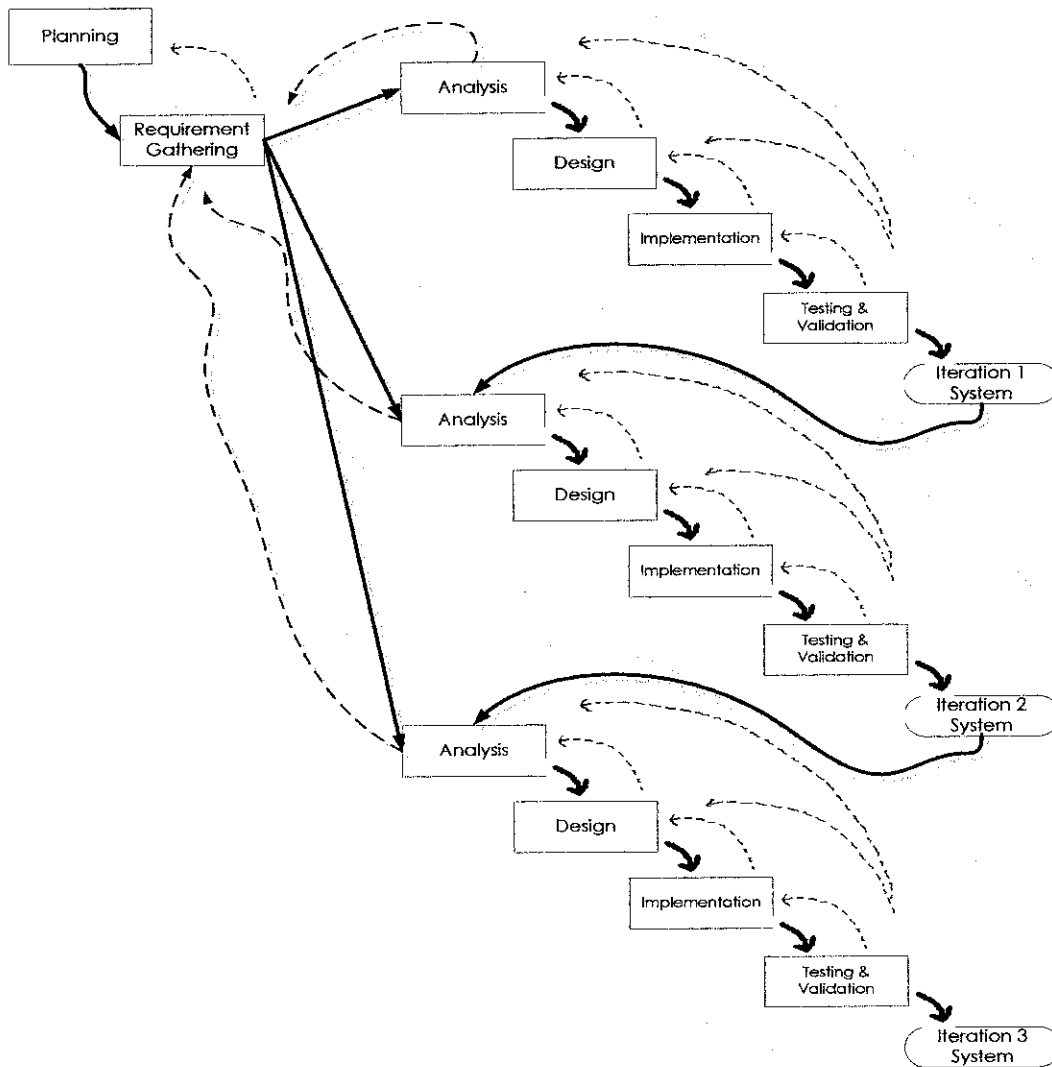 Planning
Requirement
Gathering
Analysis
Design
Implementation
Testing &
Validation
Iteration 1
System
Analysis
Design
Implementation
Testing &
Validation
Iteration 2
System
Analysis
Design
Implementation
Testing &
Validation
Iteration 3
System